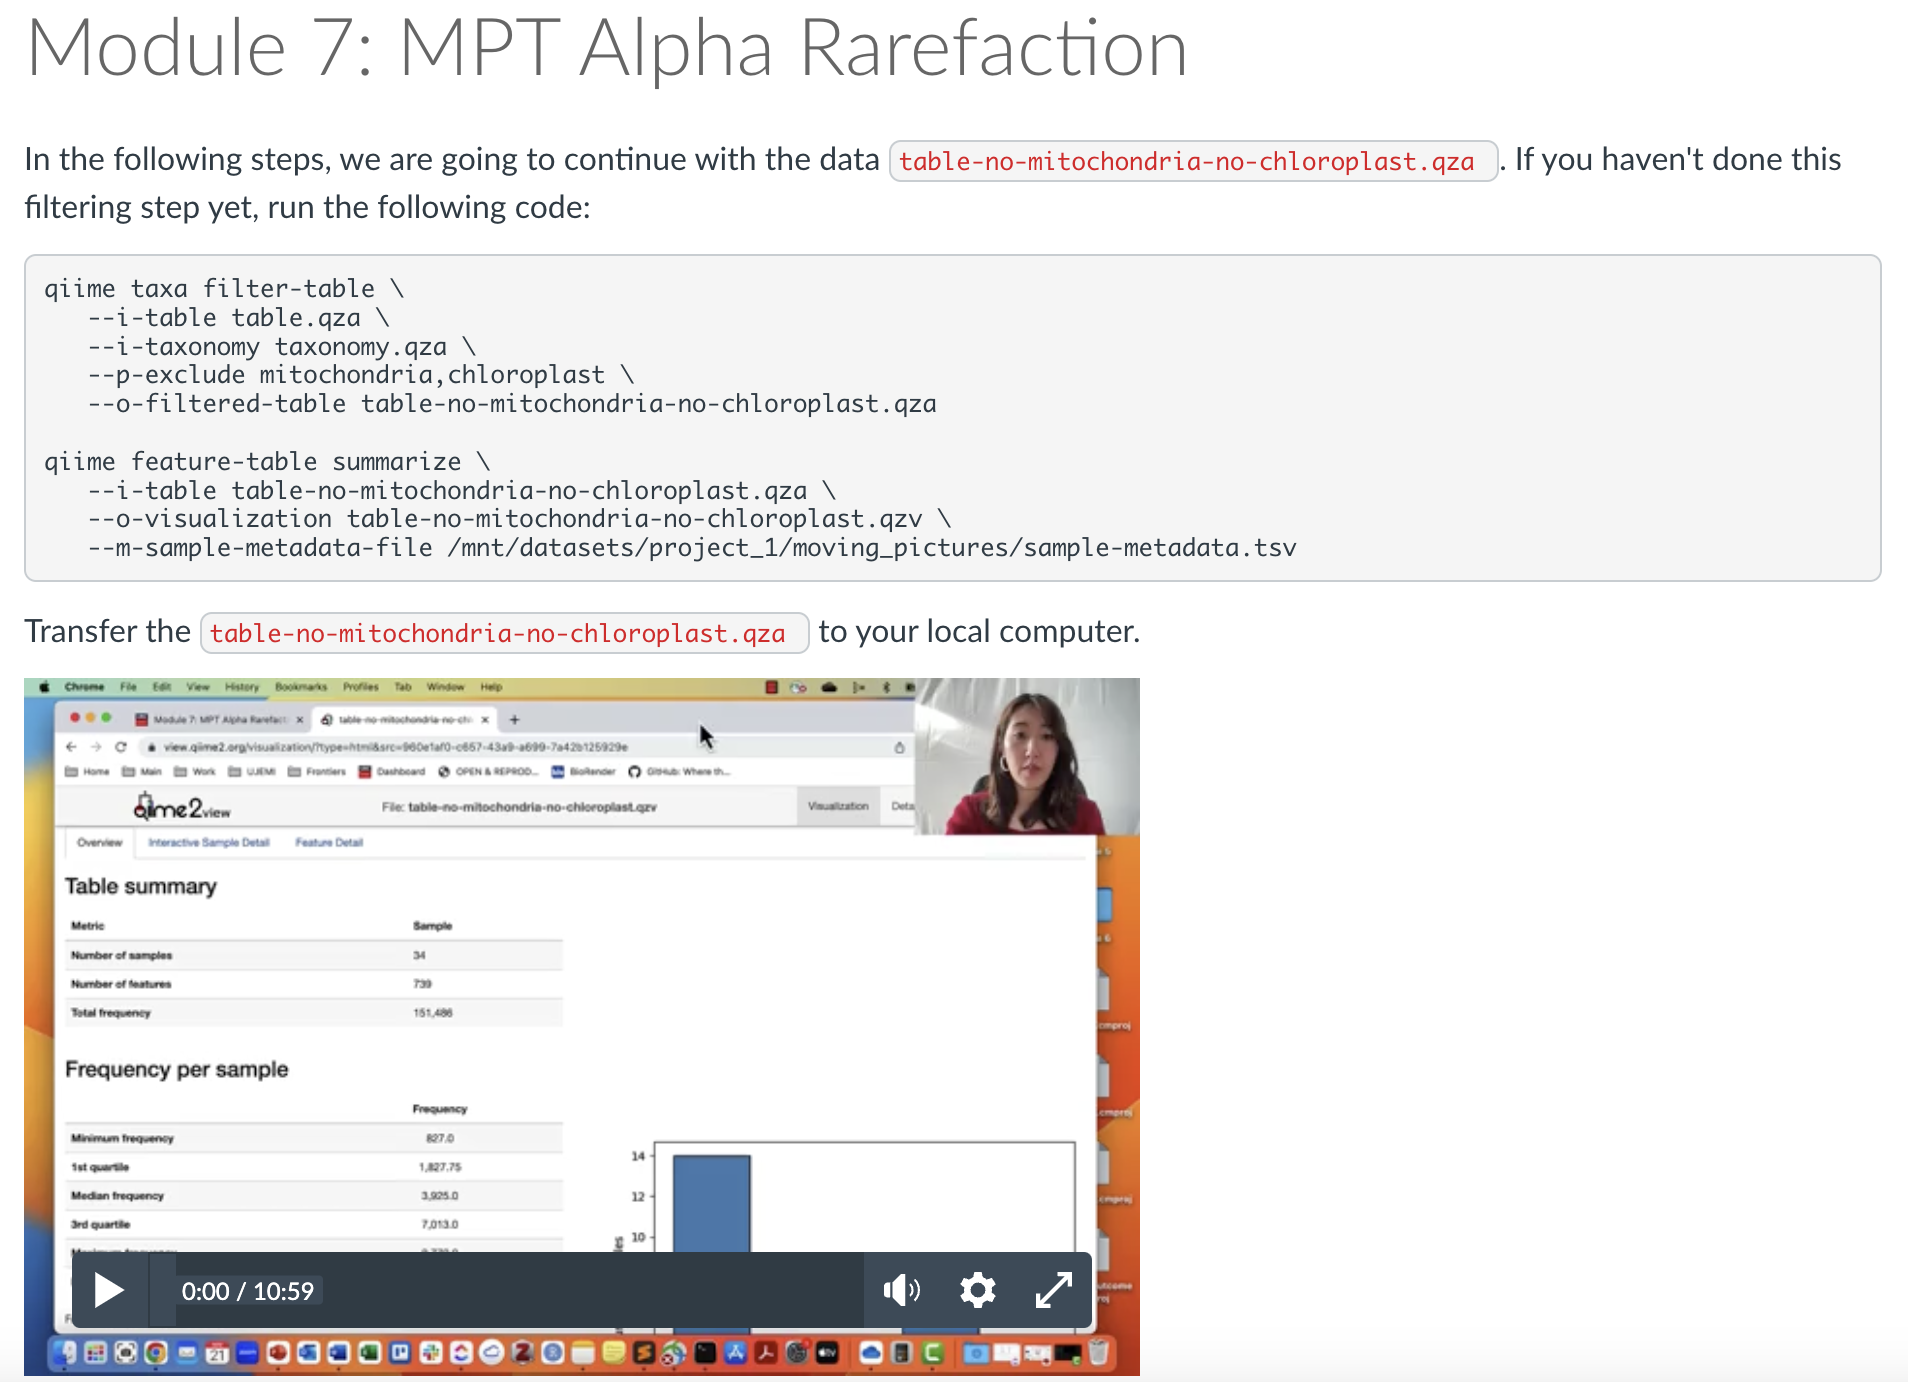 Module 7: MPT Alpha Rarefaction
In the following steps, we are going to continue with the data table-no-mitochondria-no-chloroplast.qza . If you haven't done this
filtering step yet, run the following code:
qiime taxa filter-table \
--i-table table.qza \
--i-taxonomy taxonomy.qza \
--p-exclude mitochondria,chloroplast \
--o-filtered-table table-no-mitochondria-no-chloroplast.qza
qiime feature-table summarize \
--i-table table-no-mitochondria-no-chloroplast.qza \
--o-visualization table-no-mitochondria-no-chloroplast.qzv \
--m-sample-metadata-file /mnt/datasets/project_1/moving_pictures/sample-metadata.tsv
Transfer the table-no-mitochondria-no-chloroplast.qza to your local computer.
Chrome File Edit View History Bookmarks Profiles Tab Window Help
Module 7: MPT Alpha Rarefact table-no-mitochondria-no-chl
view.qiime2.org/visualization/?type=html&src=960e1af0-c657-43a9-a699-7a42b125929e
Home Main Work UJEMI Frontiers Dashboard OPEN & REPROD... BioRender GitHub: Where th...
qiime2view File: table-no-mitochondria-no-chloroplast.qzv Visualization Deta
Overview Interactive Sample Detail Feature Detail
Table summary
Metric Sample
Number of samples 34
Number of features 739
Total frequency 151,486
Frequency per sample
Frequency
Minimum frequency 827.0
1st quartile 1,827.75
Median frequency 3,925.0
3rd quartile 7,013.0
14
12
10
0:00 / 10:59
21